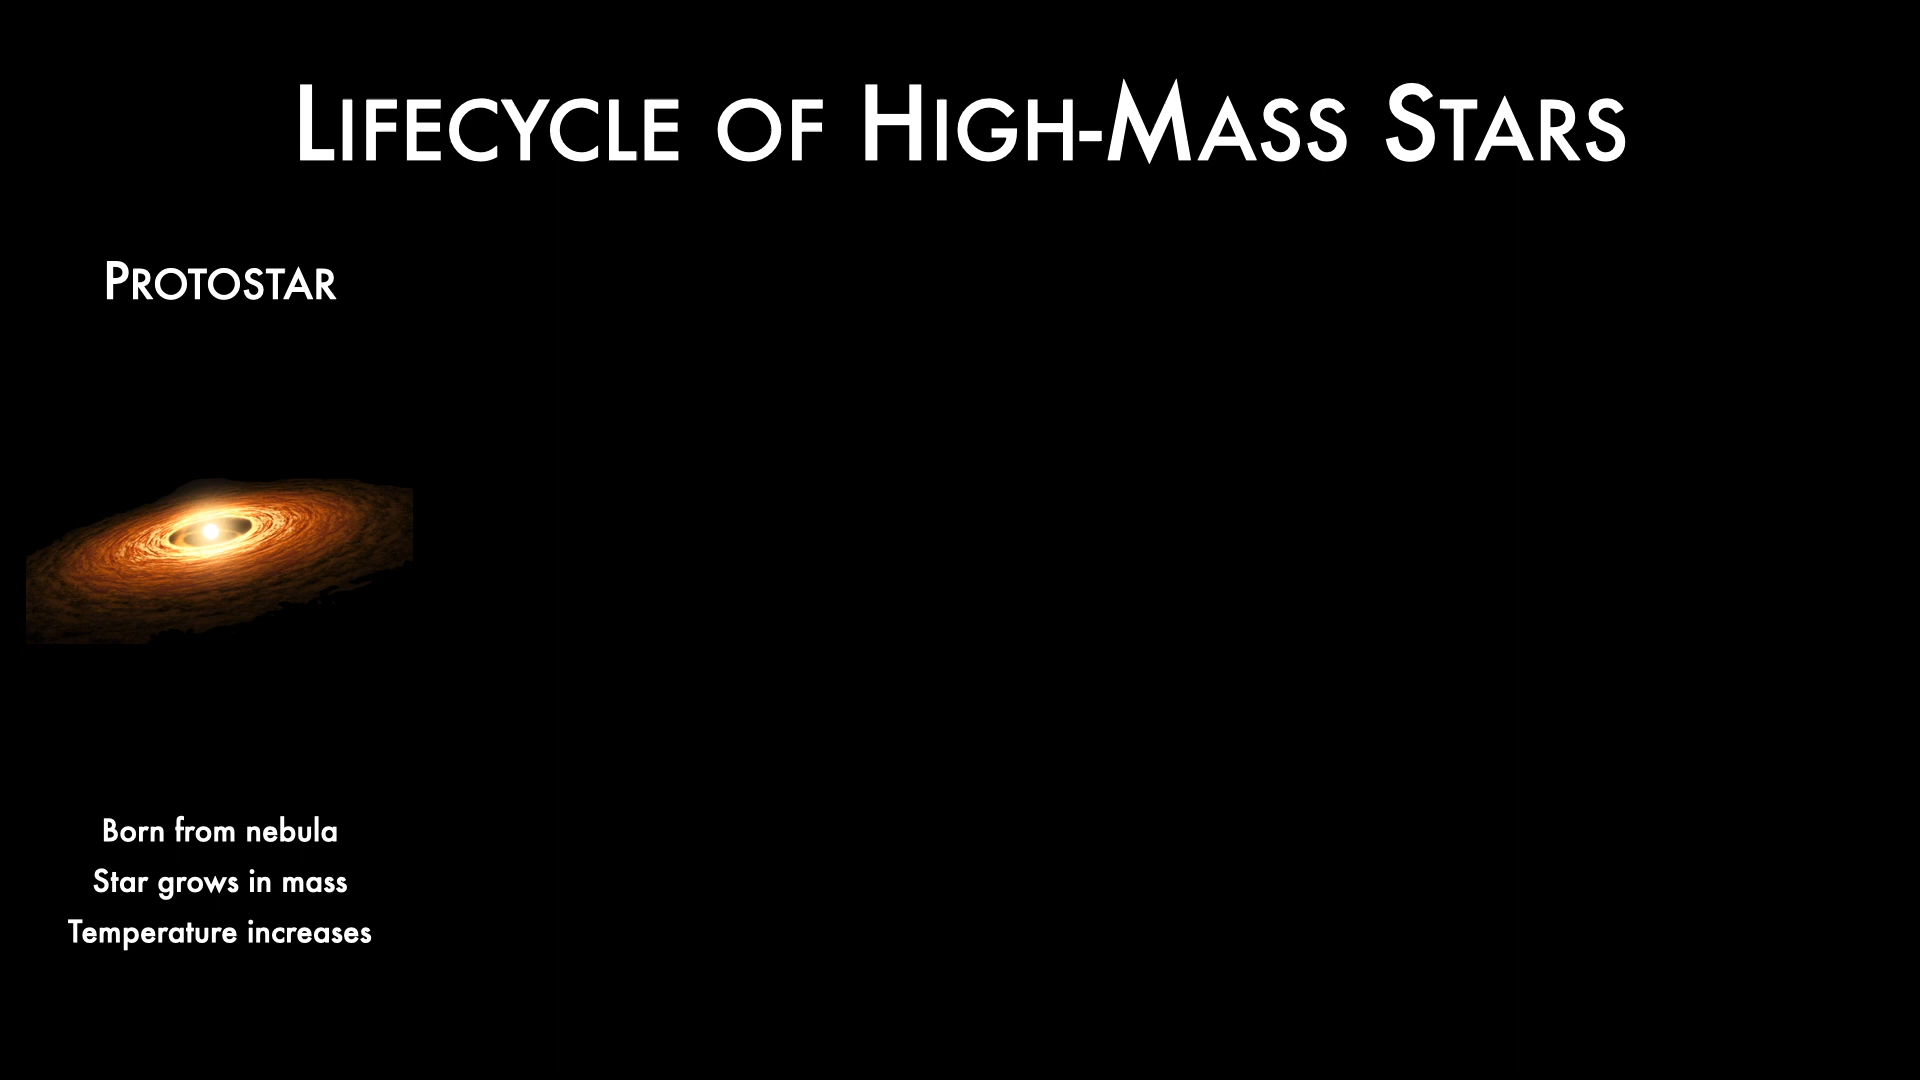 Lifecycle of High-Mass Stars
Protostar
Born from nebula
Star grows in mass
Temperature increases